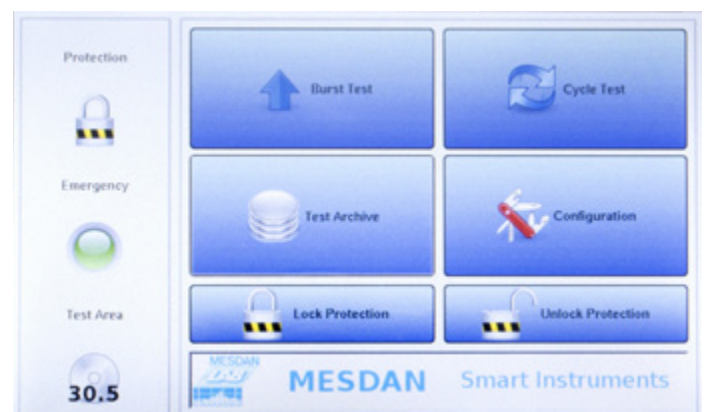 Protection
Burst Test
Cycle Test
Emergency
Test Archive
Configuration
Test Area
Lock Protection
Unlock Protection
30.5
MESDAN
LAB
MESDAN
Smart Instruments